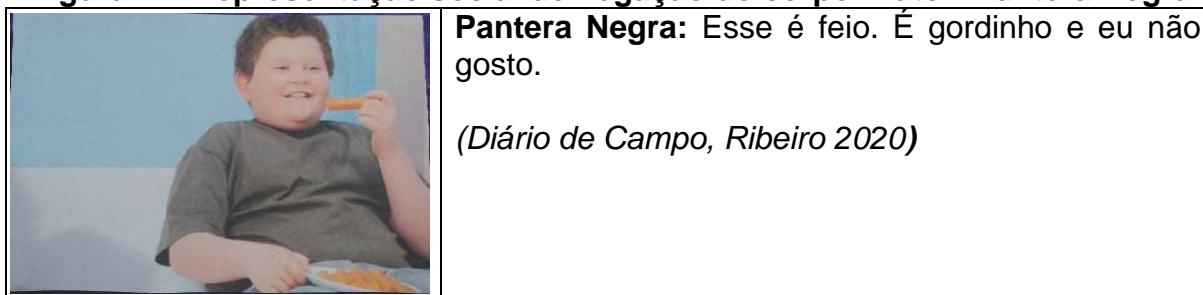 Pantera Negra: Esse é feio. É gordinho e eu não
gosto.
(Diário de Campo, Ribeiro 2020)